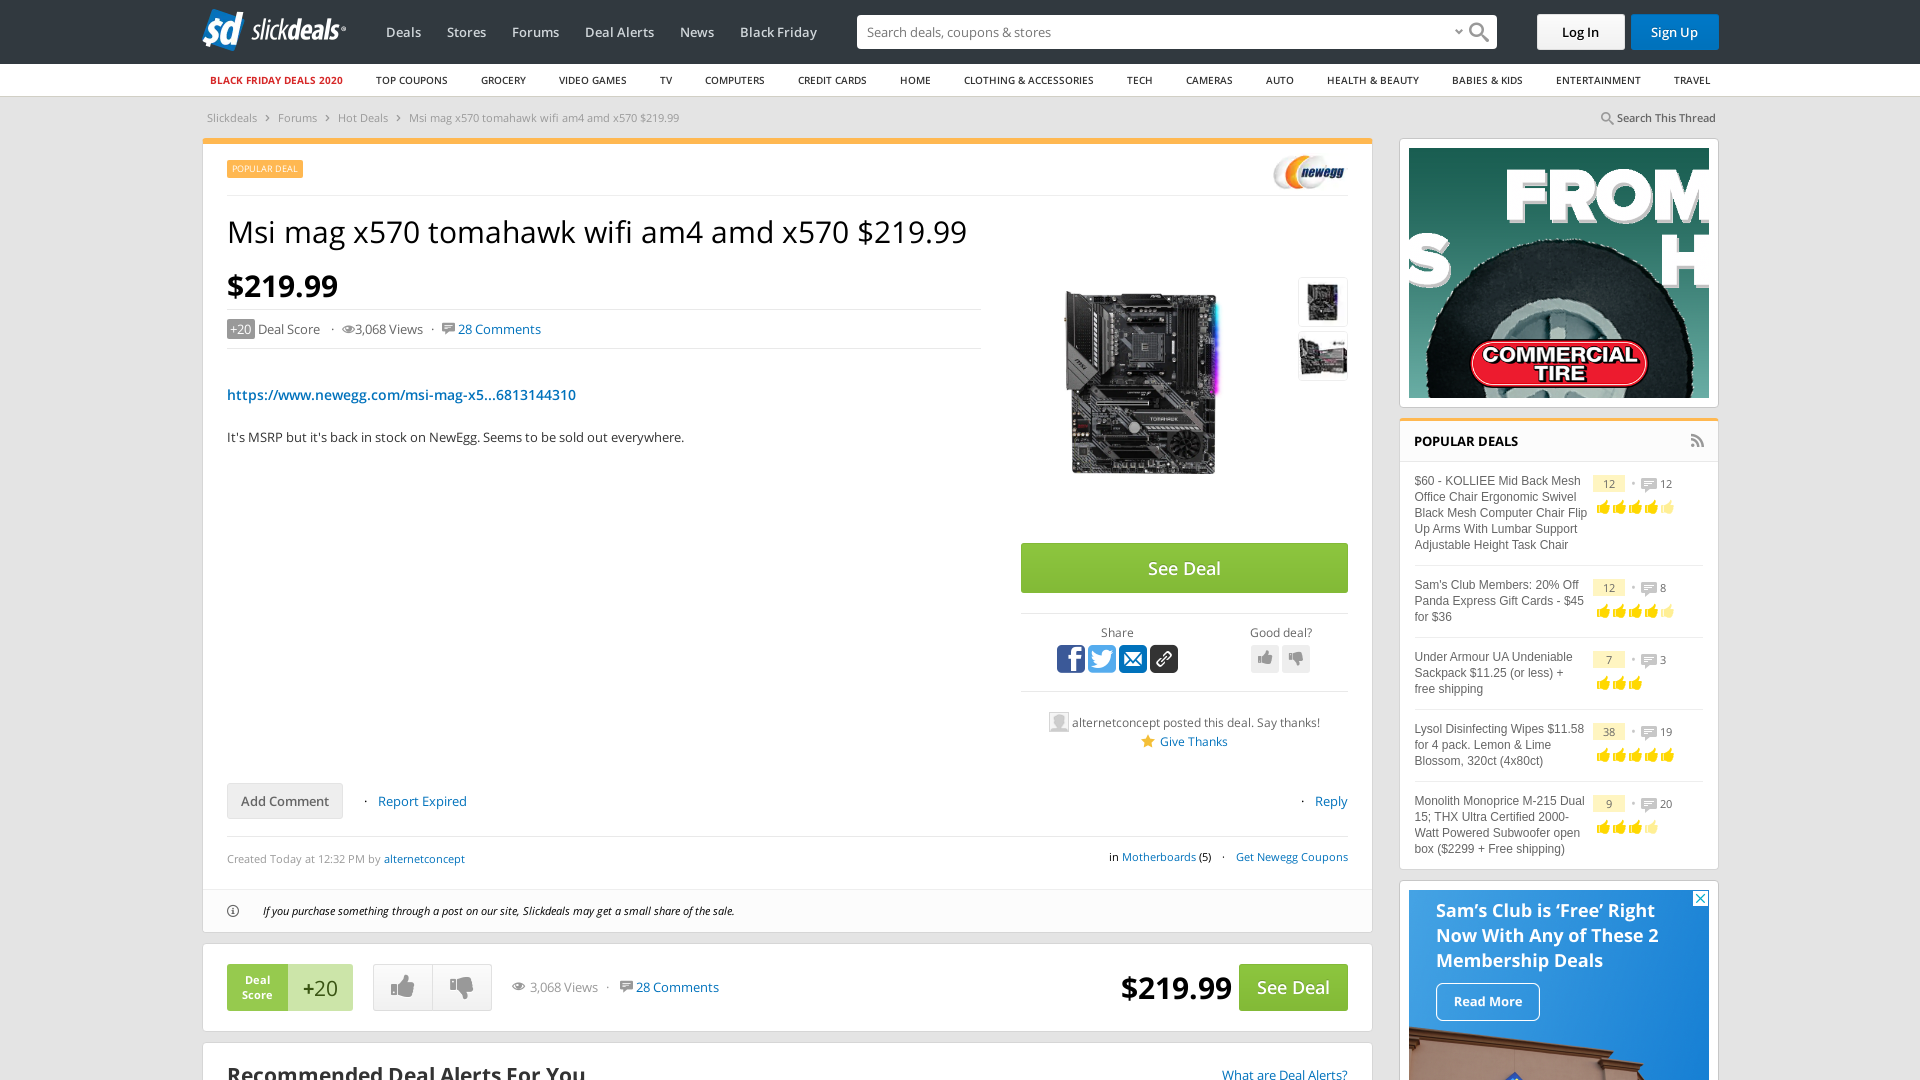 slickdeals
Deals
Stores
Forums
Deal Alerts
News
Black Friday
Search deals, coupons & stores
Log In
Sign Up
BLACK FRIDAY DEALS 2020
TOP COUPONS
GROCERY
VIDEO GAMES
TV
COMPUTERS
CREDIT CARDS
HOME
CLOTHING & ACCESSORIES
TECH
CAMERAS
AUTO
HEALTH & BEAUTY
BABIES & KIDS
ENTERTAINMENT
TRAVEL
Slickdeals › Forums › Hot Deals › Msi mag x570 tomahawk wifi am4 amd x570 $219.99
Search This Thread
POPULAR DEAL
newegg
Msi mag x570 tomahawk wifi am4 amd x570 $219.99
$219.99
+20 Deal Score · 3,068 Views · 28 Comments
https://www.newegg.com/msi-mag-x5...6813144310
It's MSRP but it's back in stock on NewEgg. Seems to be sold out everywhere.
TOMAHAWK
See Deal
Share
Good deal?
alternetconcept posted this deal. Say thanks!
Give Thanks
Add Comment
· Report Expired
· Reply
Created Today at 12:32 PM by alternetconcept
in Motherboards (5) · Get Newegg Coupons
If you purchase something through a post on our site, Slickdeals may get a small share of the sale.
Deal
Score
+20
3,068 Views · 28 Comments
$219.99
See Deal
Recommended Deal Alerts For You
What are Deal Alerts?
FROM
S
H
COMMERCIAL
TIRE
POPULAR DEALS
$60 - KOLLIEE Mid Back Mesh
Office Chair Ergonomic Swivel
Black Mesh Computer Chair Flip
Up Arms With Lumbar Support
Adjustable Height Task Chair
12 • 12
Sam's Club Members: 20% Off
Panda Express Gift Cards - $45
for $36
12 • 8
Under Armour UA Undeniable
Sackpack $11.25 (or less) +
free shipping
7 • 3
Lysol Disinfecting Wipes $11.58
for 4 pack. Lemon & Lime
Blossom, 320ct (4x80ct)
38 • 19
Monolith Monoprice M-215 Dual
15; THX Ultra Certified 2000-
Watt Powered Subwoofer open
box ($2299 + Free shipping)
9 • 20
Sam's Club is ‘Free’ Right
Now With Any of These 2
Membership Deals
Read More